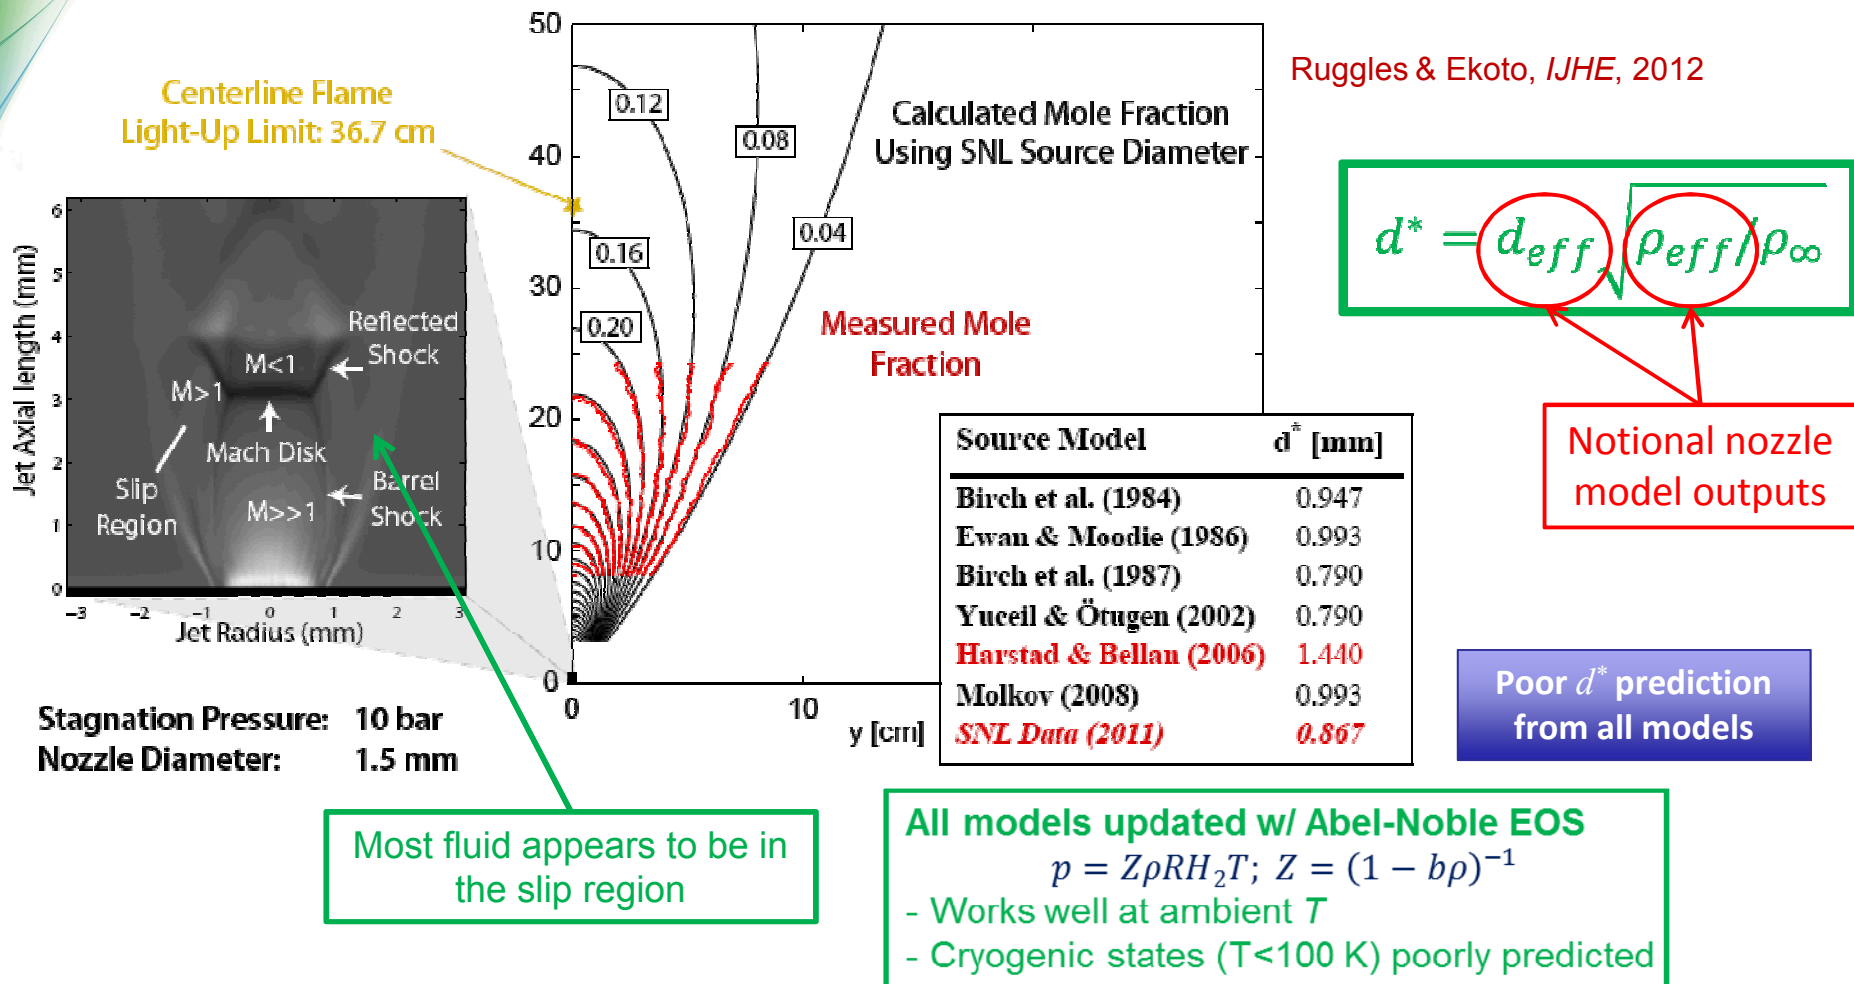 Ruggles & Ekoto, IJHE, 2012
Centerline Flame
Light-Up Limit: 36.7 cm
50
40
30
20
10
0
0
10
y [cm]
0.12
0.08
0.04
0.16
0.20
Calculated Mole Fraction
Using SNL Source Diameter
Measured Mole
Fraction
Jet Axial length (mm)
6
5
4
3
2
1
0
−3
−2
−1
0
1
2
3
Jet Radius (mm)
Reflected
Shock
M<1
M>1
Mach Disk
Slip
Region
M>>1
Barrel
Shock
Stagnation Pressure: 10 bar
Nozzle Diameter: 1.5 mm
d* = d_eff √(ρ_eff/ρ_∞)
Notional nozzle
model outputs
Source Model d* [mm]
Birch et al. (1984) 0.947
Ewan & Moodie (1986) 0.993
Birch et al. (1987) 0.790
Yuceil & Ötugen (2002) 0.790
Harstad & Bellan (2006) 1.440
Molkov (2008) 0.993
SNL Data (2011) 0.867
Poor d* prediction
from all models
Most fluid appears to be in
the slip region
All models updated w/ Abel-Noble EOS
p = ZρRH₂T; Z = (1 − bρ)⁻¹
- Works well at ambient T
- Cryogenic states (T<100 K) poorly predicted